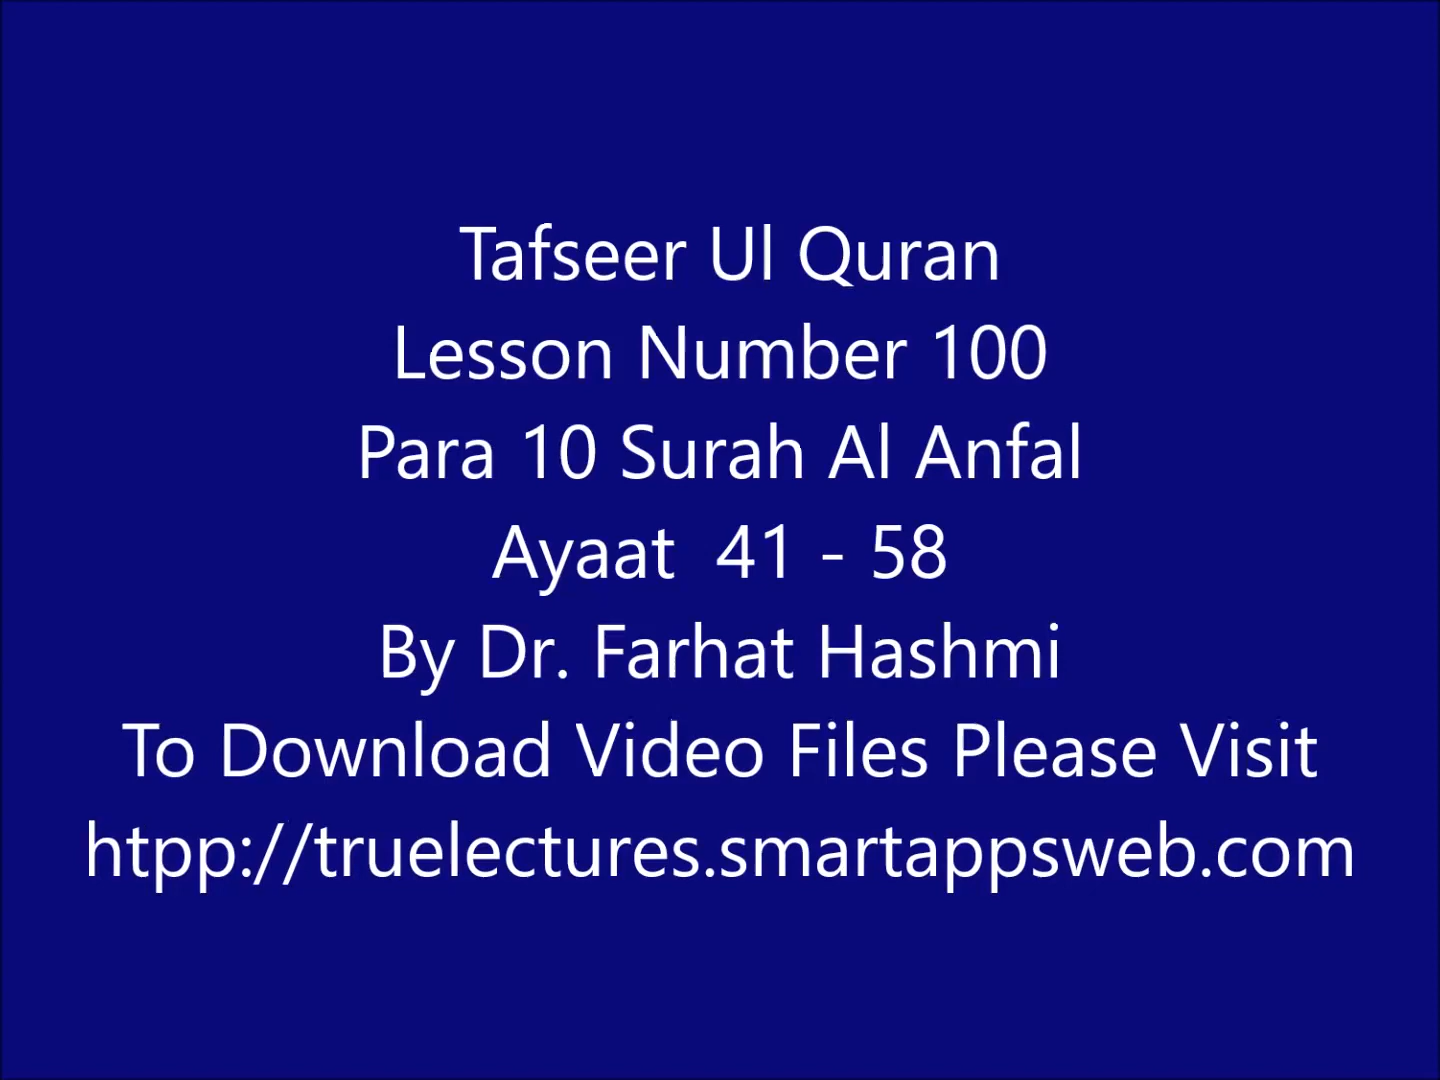 Tafseer Ul Quran
Lesson Number 100
Para 10 Surah Al Anfal
Ayaat  41 - 58
By Dr. Farhat Hashmi
To Download Video Files Please Visit
htpp://truelectures.smartappsweb.com